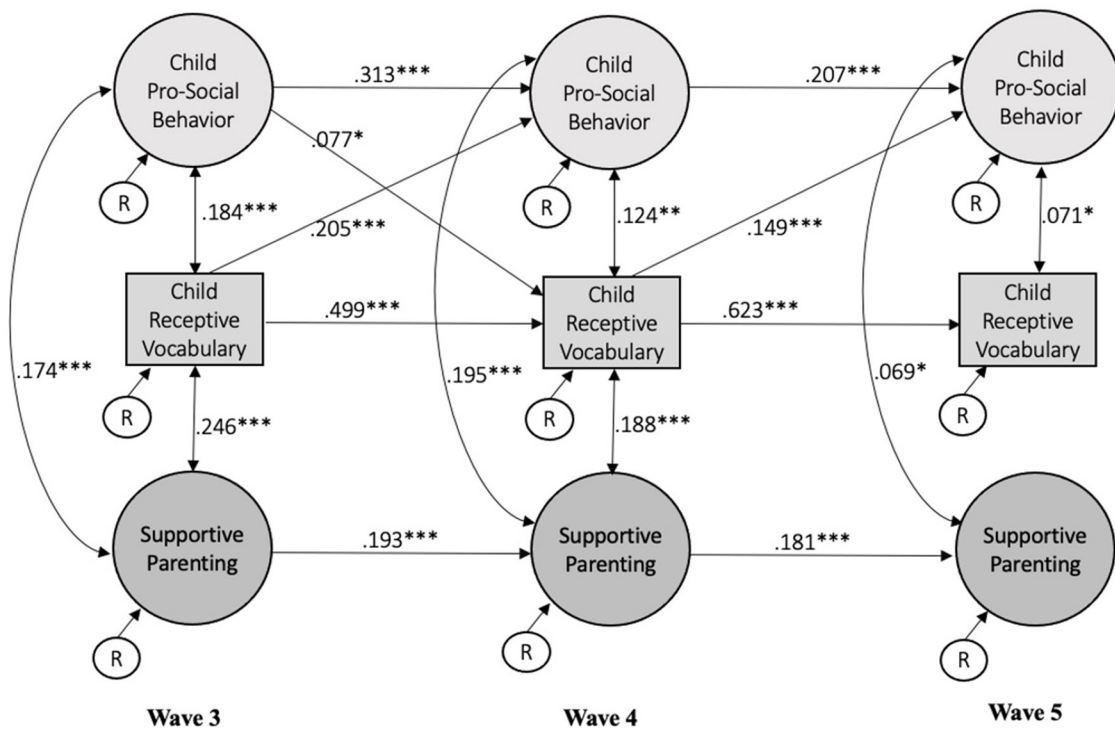 Child
Pro-Social
Behavior
.313***
Child
Pro-Social
Behavior
.207***
Child
Pro-Social
Behavior
.077*
R
R
R
.184***
.205***
.124**
.149***
.071*
Child
Receptive
Vocabulary
.499***
Child
Receptive
Vocabulary
.623***
Child
Receptive
Vocabulary
.174***
.195***
.069*
R
R
R
.246***
.188***
Supportive
Parenting
.193***
Supportive
Parenting
.181***
Supportive
Parenting
R
R
R
Wave 3
Wave 4
Wave 5